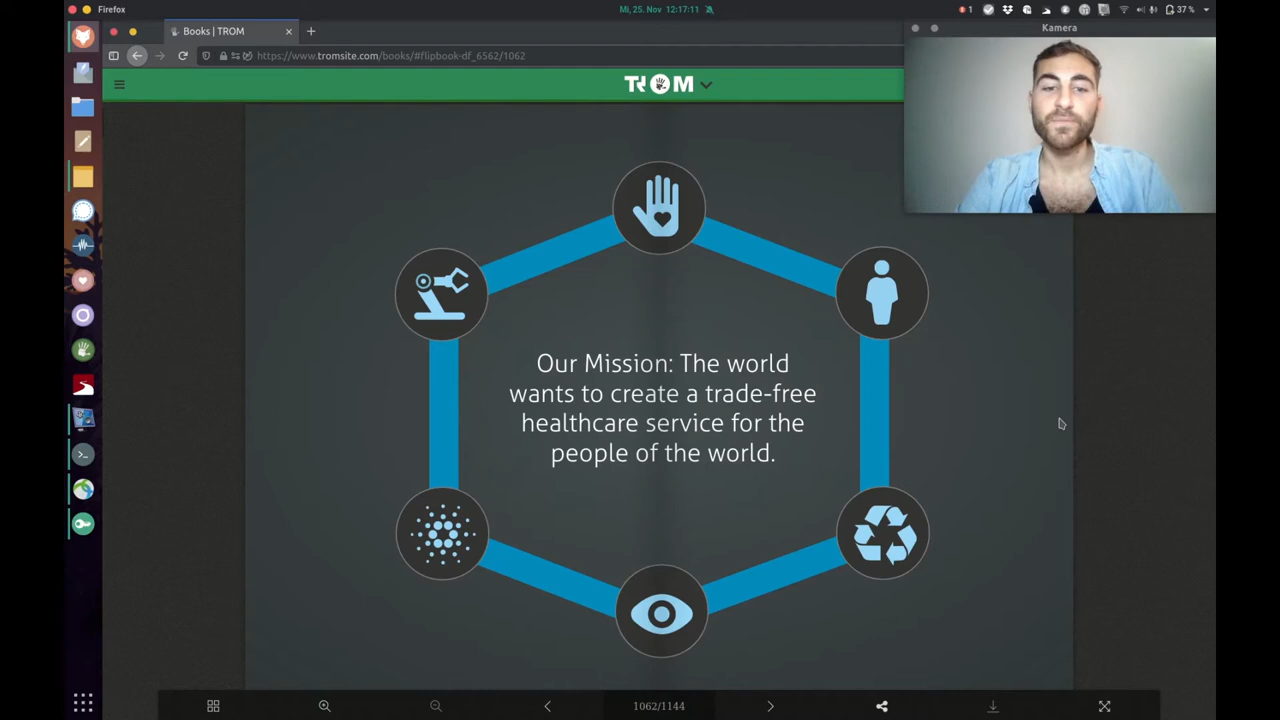 Firefox
Mi, 25. Nov 12:17:11
1
37 %
Books | TROM
Kamera
https://www.tromsite.com/books/#flipbook-df_6562/1062
TROM
Our Mission: The world
wants to create a trade-free
healthcare service for the
people of the world.
1062/1144